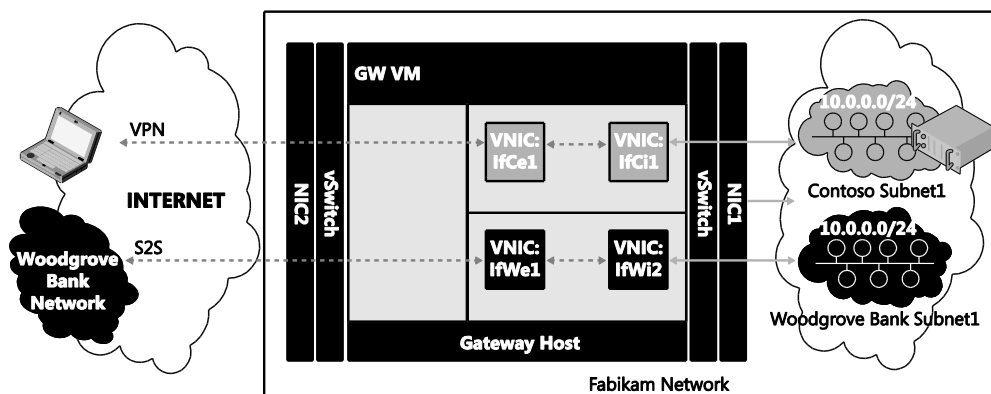 GW VM
10.0.0.0/24
VPN
VNIC:
IfCe1
VNIC:
IfCi1
Contoso Subnet1
INTERNET
NIC2
vSwitch
vSwitch
NIC1
10.0.0.0/24
S2S
Woodgrove
Bank
Network
VNIC:
IfWe1
VNIC:
IfWi2
Woodgrove Bank Subnet1
Gateway Host
Fabikam Network